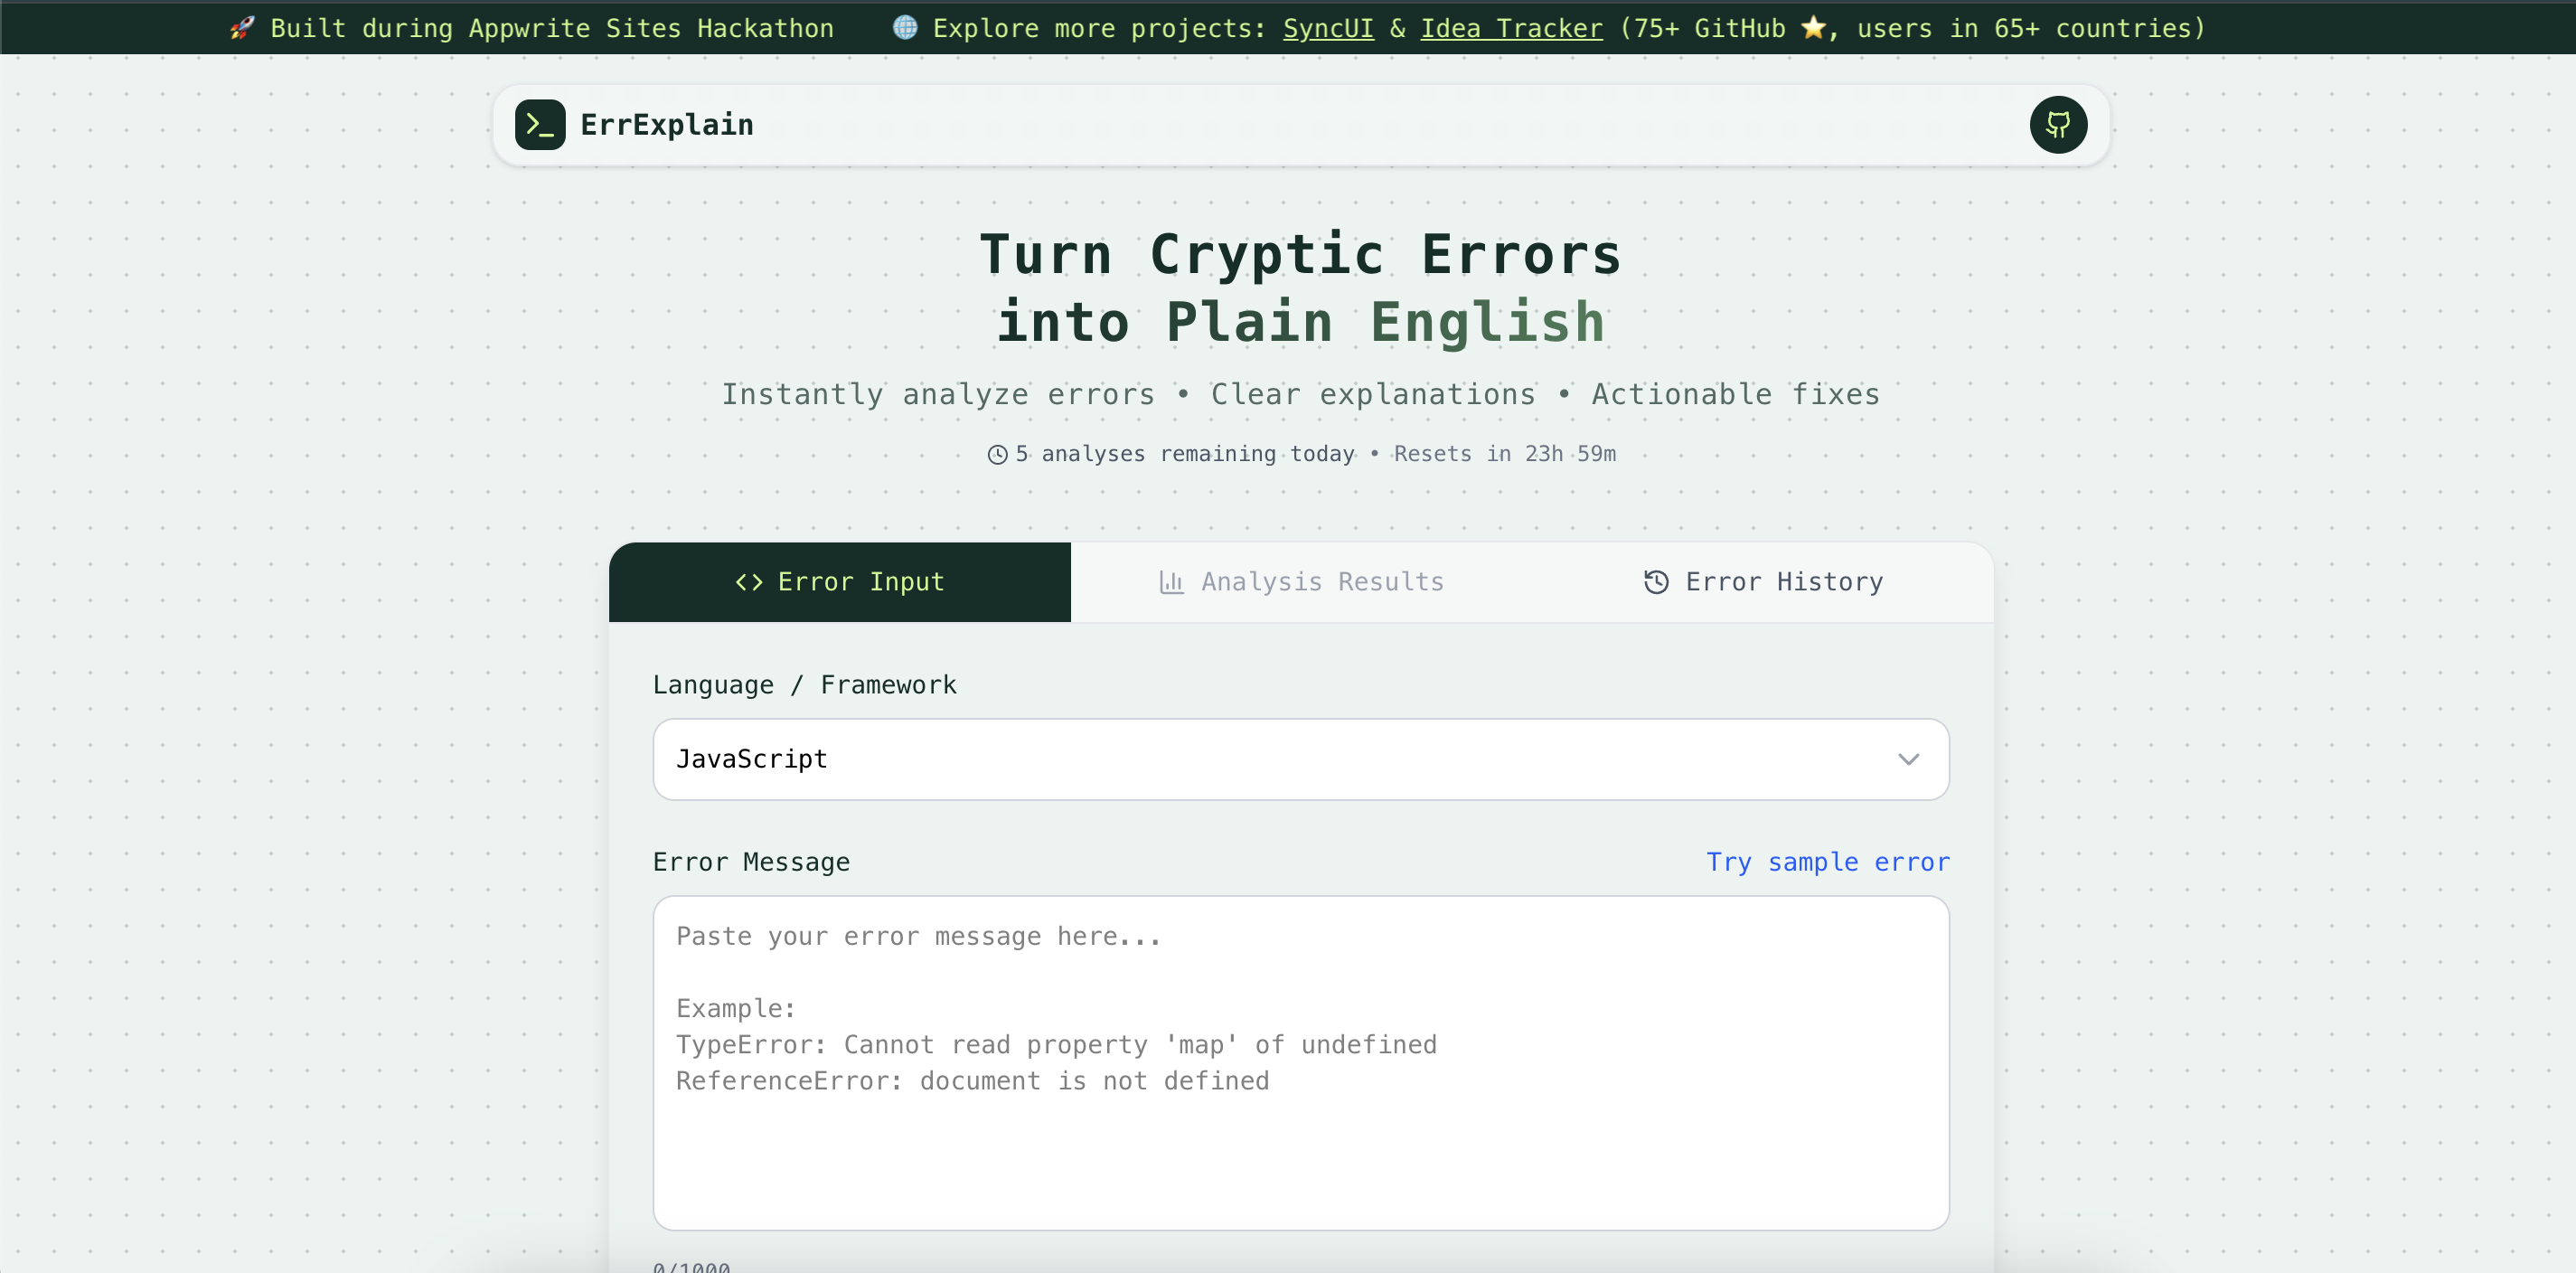 🚀 Built during Appwrite Sites Hackathon 🌐 Explore more projects: SyncUI & Idea Tracker (75+ GitHub ⭐, users in 65+ countries)
ErrExplain
Turn Cryptic Errors
into Plain English
Instantly analyze errors • Clear explanations • Actionable fixes
5 analyses remaining today • Resets in 23h 59m
Error Input Analysis Results Error History
Language / Framework
JavaScript
Error Message Try sample error
Paste your error message here...
Example:
TypeError: Cannot read property 'map' of undefined
ReferenceError: document is not defined
0/1000